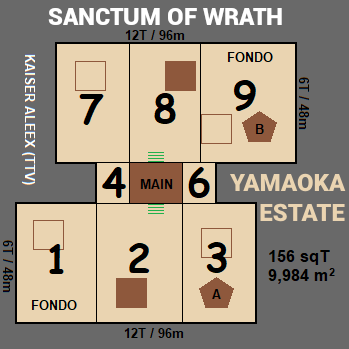 SANCTUM OF WRATH
12T / 96m
FONDO
KAISER ALEEX (TTV)
7
8
9
B
6T / 48m
4
MAIN
6
YAMAOKA
ESTATE
1
2
3
A
FONDO
6T / 48m
156 sqT
9,984 m²
12T / 96m